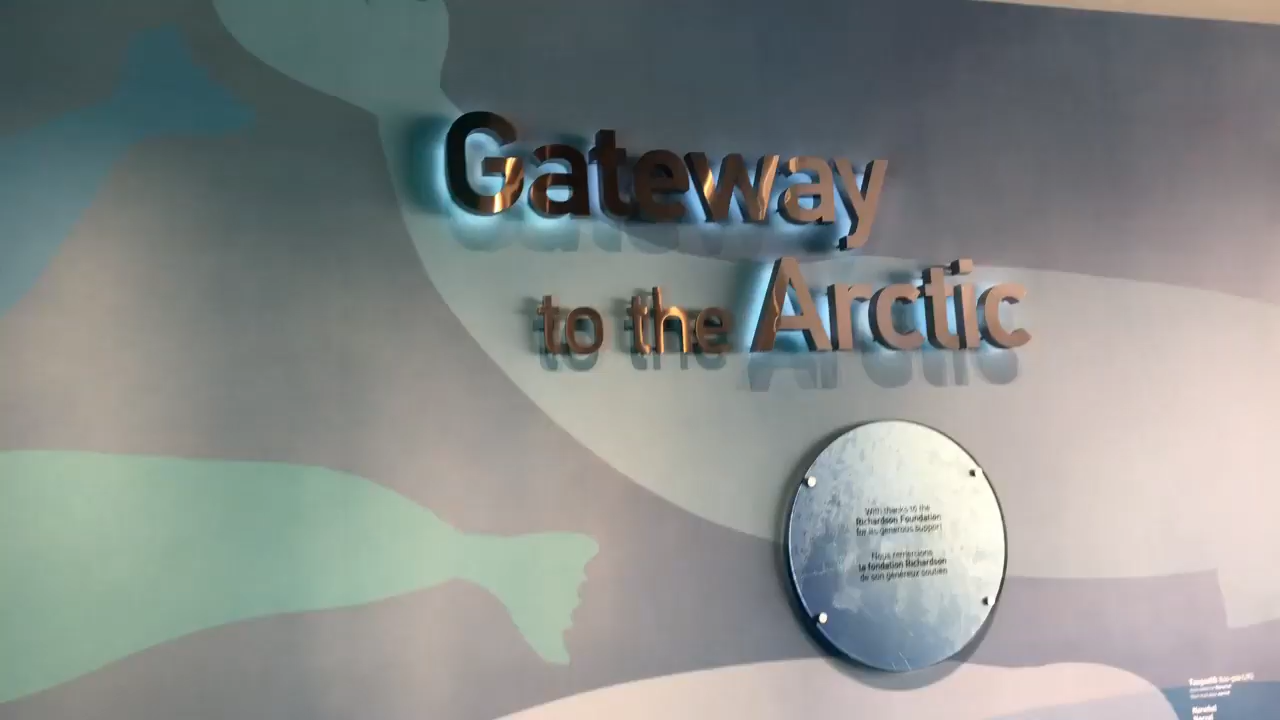 Gateway
to the Arctic
With thanks to the
Richardson Foundation
for its generous support
Nous remercions
la fondation Richardson
de son généreux soutien